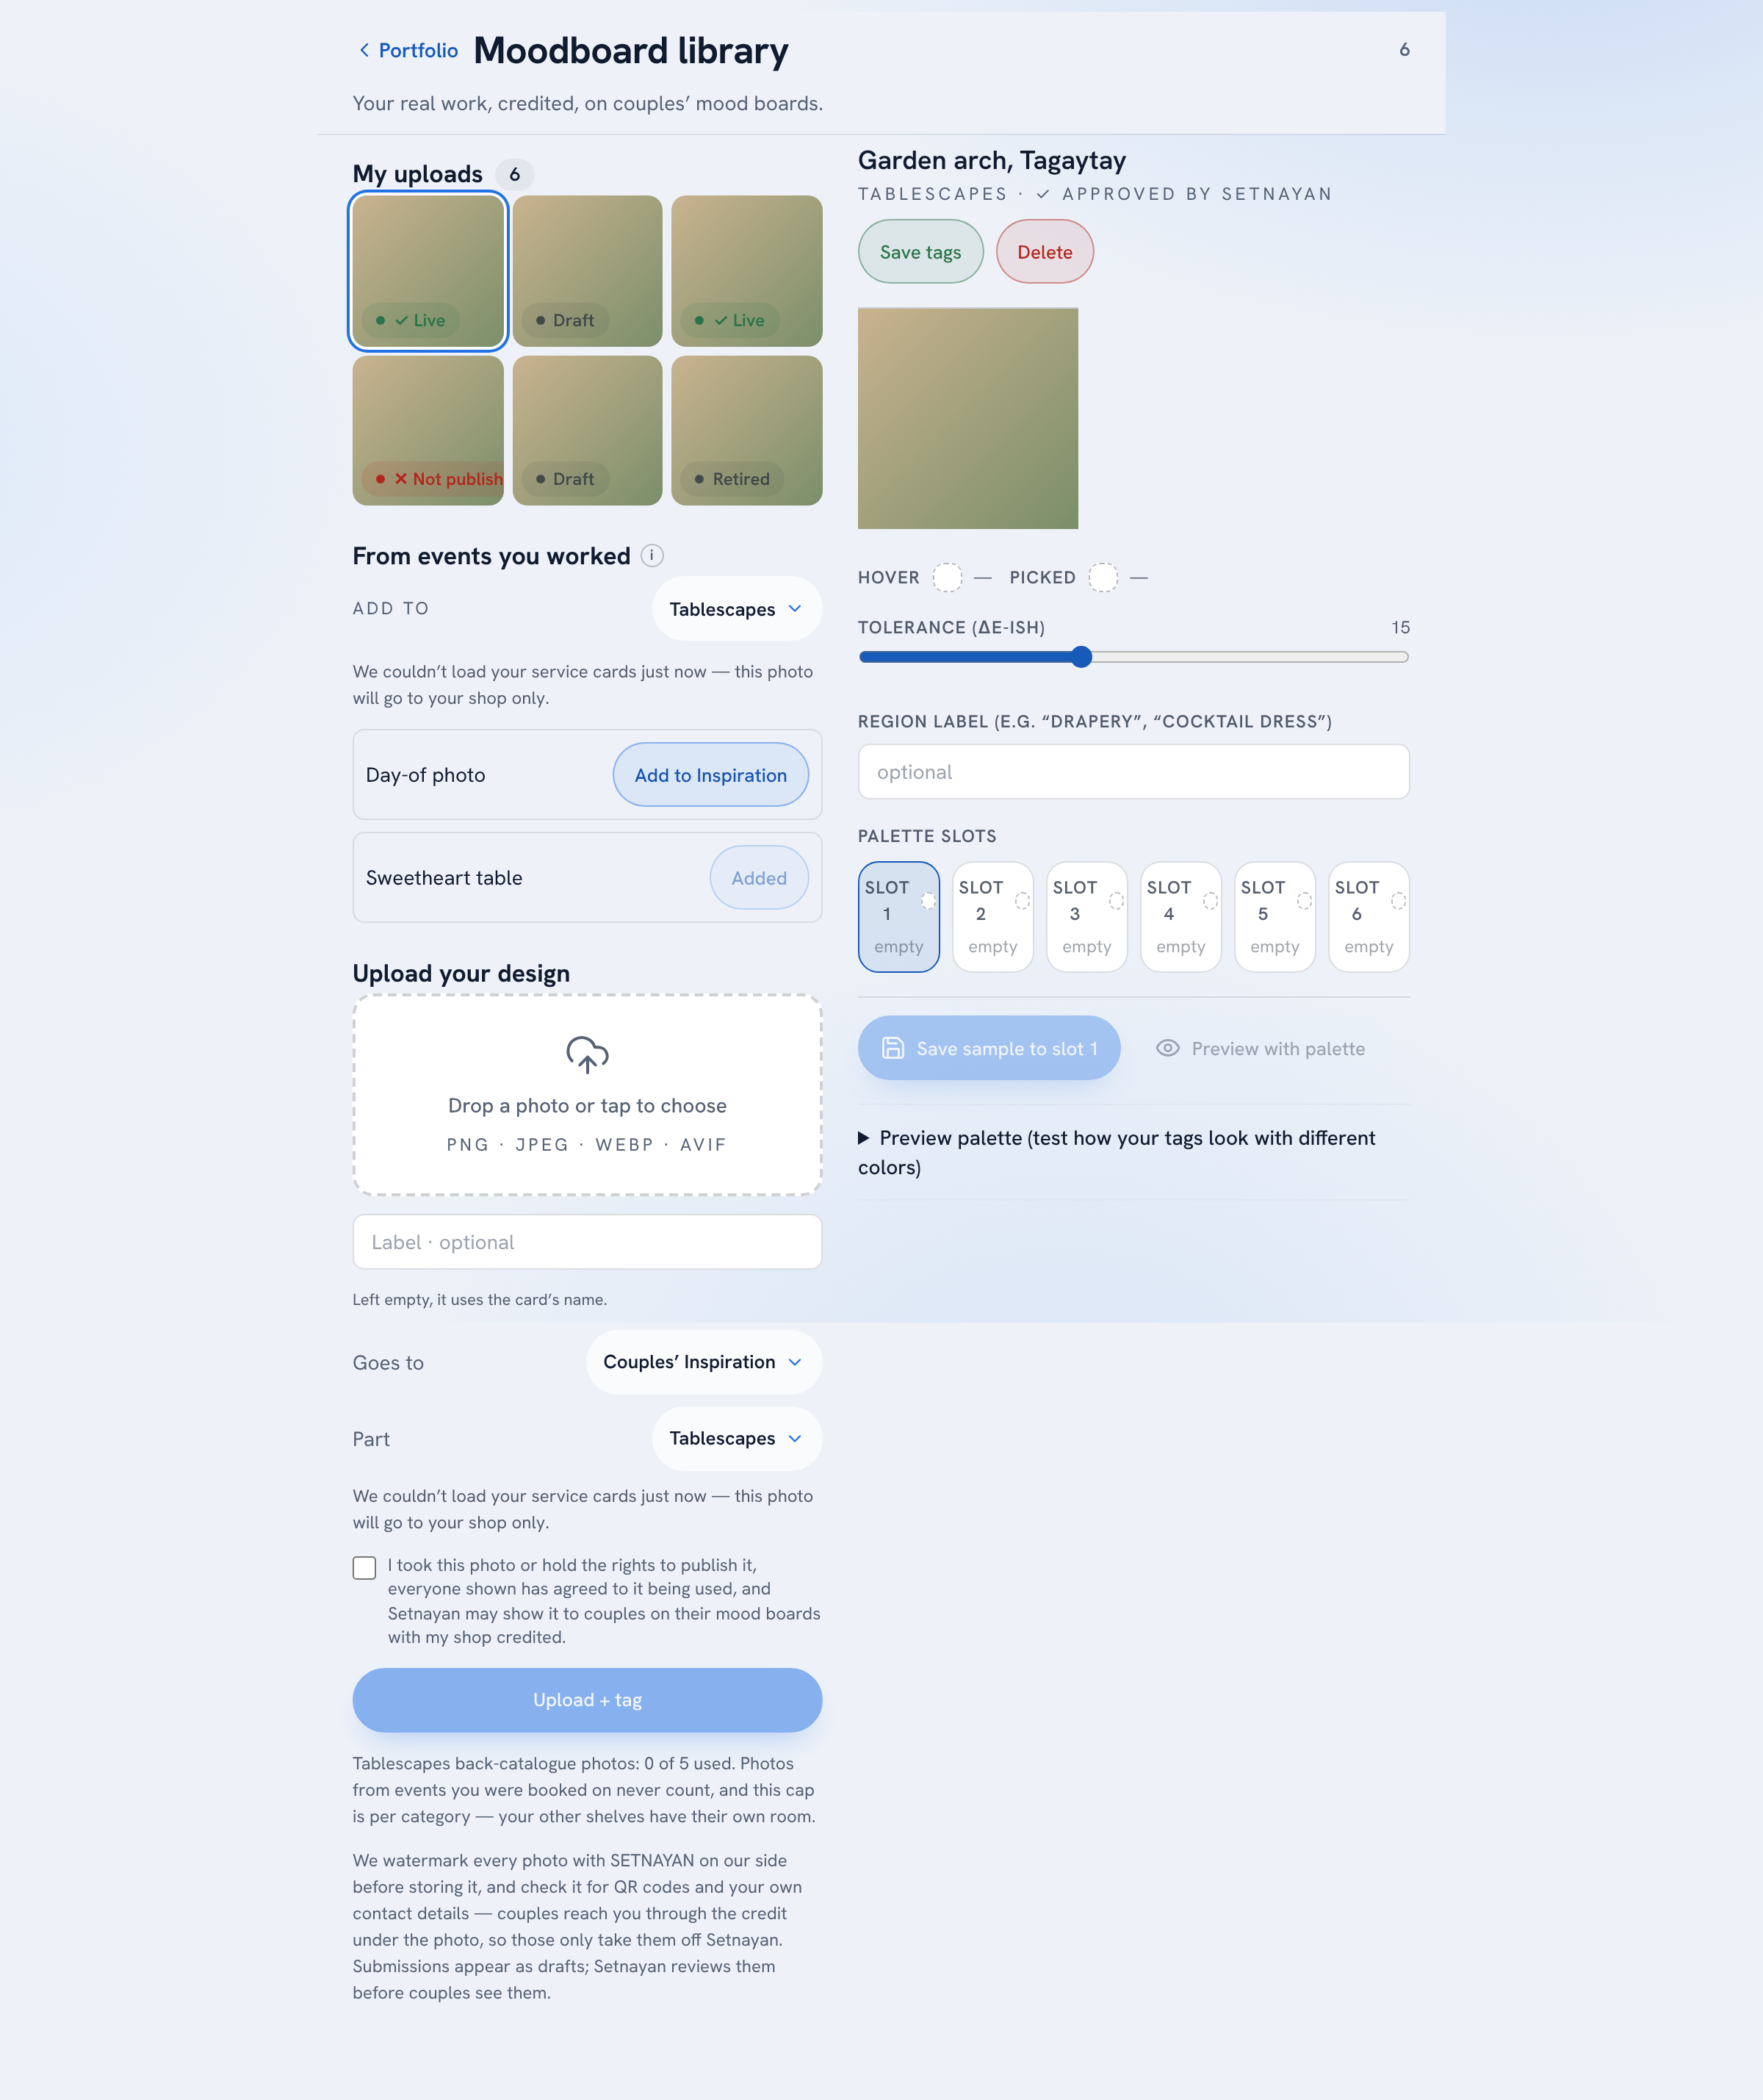 Portfolio Moodboard library 6
Your real work, credited, on couples’ mood boards.
My uploads 6
✓ Live
Draft
✓ Live
✕ Not publish
Draft
Retired
From events you worked i
ADD TO Tablescapes
We couldn’t load your service cards just now — this photo
will go to your shop only.
Day-of photo Add to Inspiration
Sweetheart table Added
Upload your design
Drop a photo or tap to choose
PNG · JPEG · WEBP · AVIF
Label · optional
Left empty, it uses the card’s name.
Goes to Couples’ Inspiration
Part Tablescapes
We couldn’t load your service cards just now — this photo
will go to your shop only.
I took this photo or hold the rights to publish it,
everyone shown has agreed to it being used, and
Setnayan may show it to couples on their mood boards
with my shop credited.
Upload + tag
Tablescapes back-catalogue photos: 0 of 5 used. Photos
from events you were booked on never count, and this cap
is per category — your other shelves have their own room.
We watermark every photo with SETNAYAN on our side
before storing it, and check it for QR codes and your own
contact details — couples reach you through the credit
under the photo, so those only take them off Setnayan.
Submissions appear as drafts; Setnayan reviews them
before couples see them.
Garden arch, Tagaytay
TABLESCAPES · ✓ APPROVED BY SETNAYAN
Save tags Delete
HOVER — PICKED —
TOLERANCE (ΔE-ISH) 15
REGION LABEL (E.G. “DRAPERY”, “COCKTAIL DRESS”)
optional
PALETTE SLOTS
SLOT 1 empty
SLOT 2 empty
SLOT 3 empty
SLOT 4 empty
SLOT 5 empty
SLOT 6 empty
Save sample to slot 1 Preview with palette
▶ Preview palette (test how your tags look with different
colors)